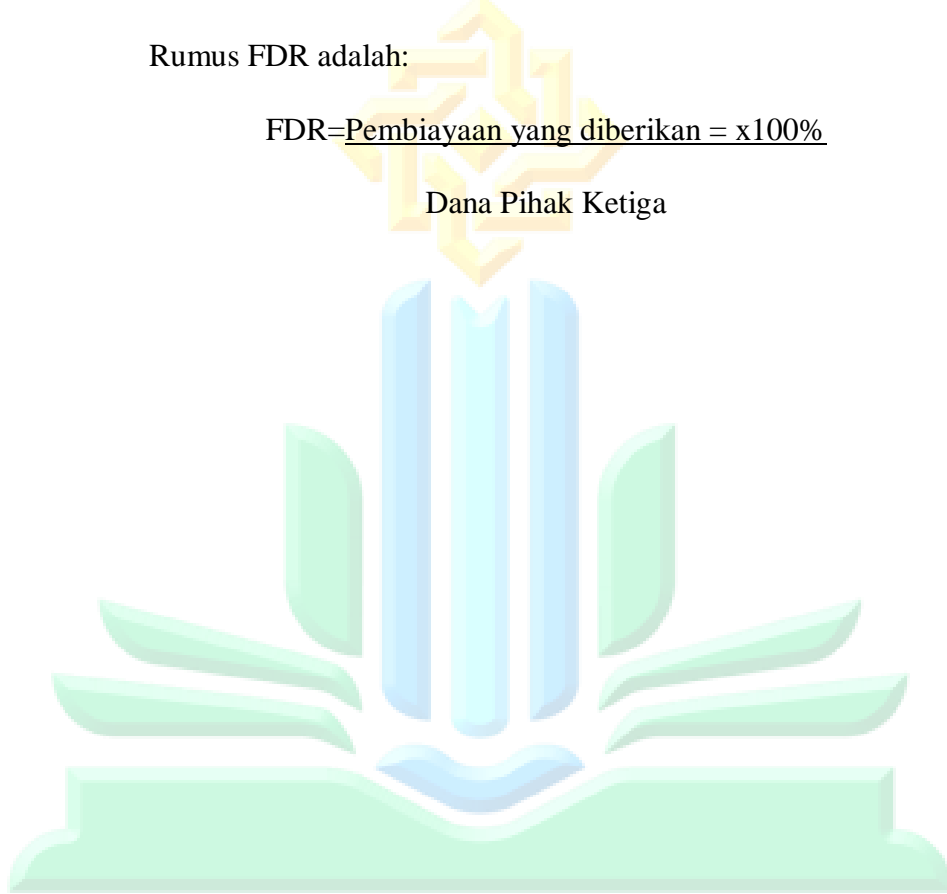 Rumus FDR adalah:
FDR=Pembiayaan yang diberikan = x100%
Dana Pihak Ketiga